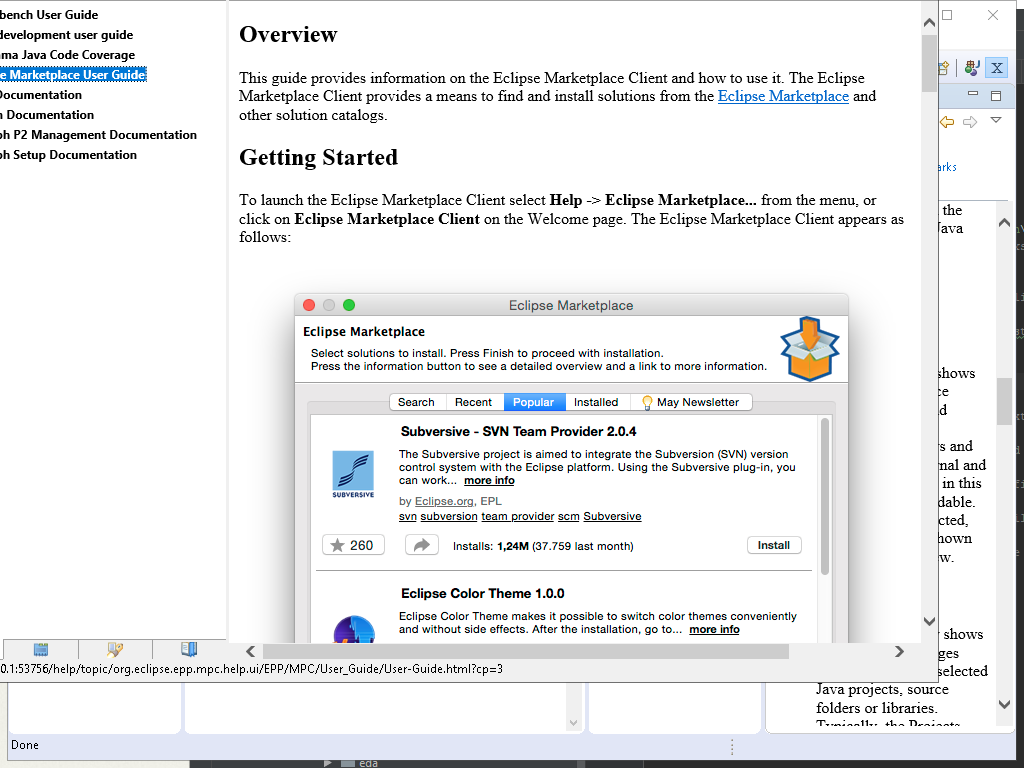 bench User Guide
development user guide
ma Java Code Coverage
e Marketplace User Guide
Documentation
n Documentation
ph P2 Management Documentation
ph Setup Documentation
Overview
This guide provides information on the Eclipse Marketplace Client and how to use it. The Eclipse
Marketplace Client provides a means to find and install solutions from the Eclipse Marketplace and
other solution catalogs.
Getting Started
To launch the Eclipse Marketplace Client select Help -> Eclipse Marketplace... from the menu, or
click on Eclipse Marketplace Client on the Welcome page. The Eclipse Marketplace Client appears as
follows:
Eclipse Marketplace
Eclipse Marketplace
Select solutions to install. Press Finish to proceed with installation.
Press the information button to see a detailed overview and a link to more information.
Search Recent Popular Installed May Newsletter
Subversive - SVN Team Provider 2.0.4
The Subversive project is aimed to integrate the Subversion (SVN) version
control system with the Eclipse platform. Using the Subversive plug-in, you
can work... more info
SUBVERSIVE
by Eclipse.org, EPL
svn subversion team provider scm Subversive
260 Installs: 1,24M (37.759 last month) Install
Eclipse Color Theme 1.0.0
Eclipse Color Theme makes it possible to switch color themes conveniently
and without side effects. After the installation, go to... more info
0.1:53756/help/topic/org.eclipse.epp.mpc.help.ui/EPP/MPC/User_Guide/User-Guide.html?cp=3
X
arks
the
Java
shows
ce
d
s and
nal and
in this
dable.
cted,
hown
w.
shows
ges
selected
Java projects, source
folders or libraries.
Typically, the Projects
Done
eda